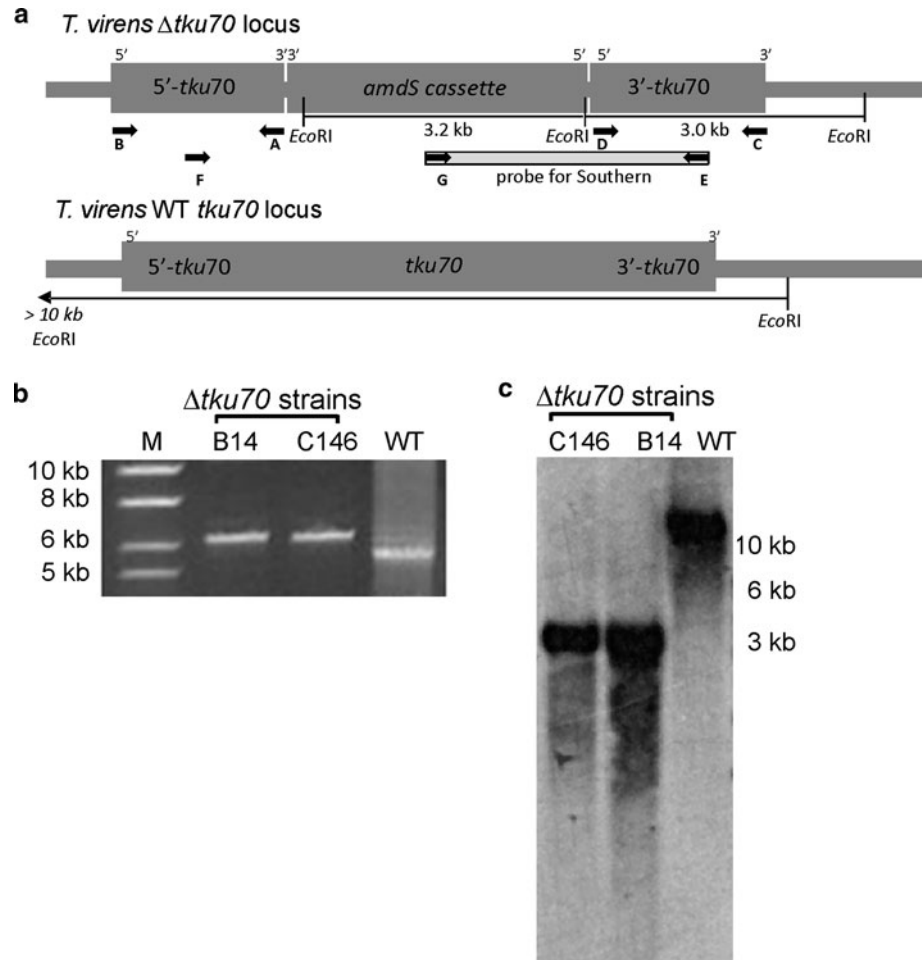 a
T. virens Δtku70 locus
5' 3'3' 5' 5' 3'
5'-tku70 amdS cassette 3'-tku70
EcoRI 3.2 kb EcoRI 3.0 kb
B A D C
F G probe for Southern E
T. virens WT tku70 locus
5' 3'
5'-tku70 tku70 3'-tku70
> 10 kb
EcoRI EcoRI
b
Δtku70 strains
M B14 C146 WT
10 kb
8 kb
6 kb
5 kb
c
Δtku70 strains
C146 B14 WT
10 kb
6 kb
3 kb